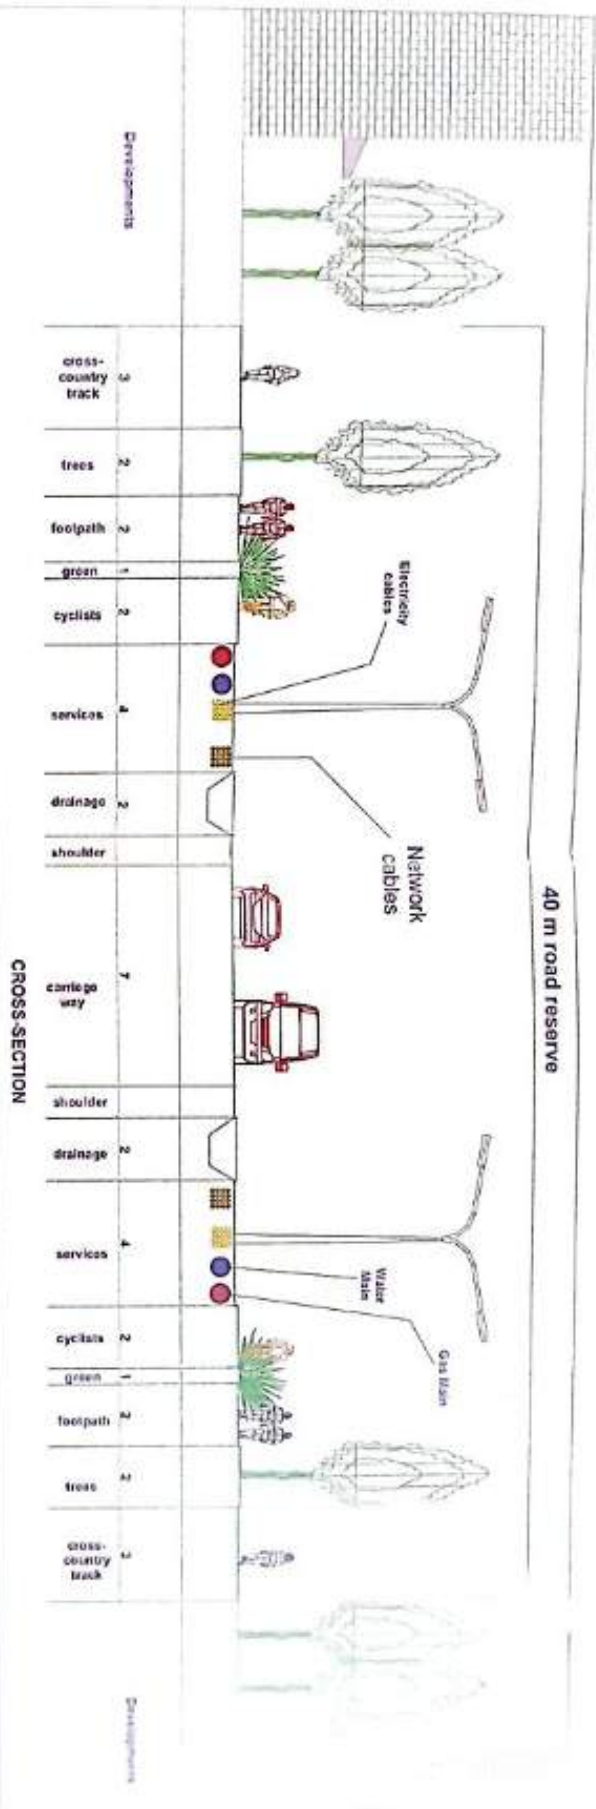 40 m road reserve
Gas Main
Electricity
cables
Network
cables
Water
Main
Developments
3 2 2 1 2 4 2 7 2 4 2 1 2 2 3
Developments
cross-
country
track
trees
footpath
green
cyclists
services
drainage
shoulder
carriage
way
shoulder
drainage
services
cyclists
green
footpath
trees
cross-
country
track
CROSS-SECTION